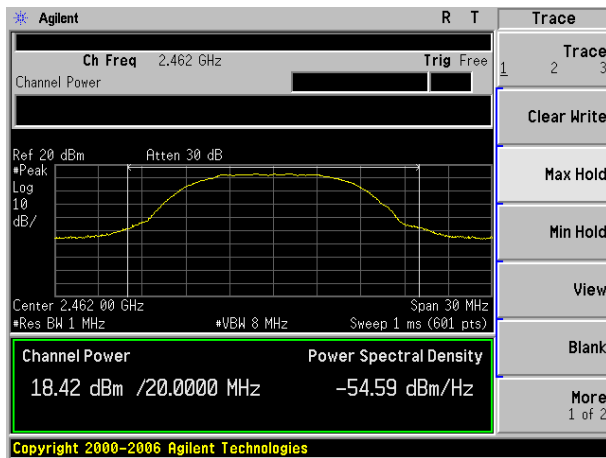 Agilent R T Trace
Ch Freq 2.462 GHz Trig Free
Channel Power
Trace
1 2 3
Clear Write
Max Hold
Min Hold
View
Blank
More
1 of 2
Ref 20 dBm Atten 30 dB
#Peak
Log
10
dB/
Center 2.462 00 GHz Span 30 MHz
#Res BW 1 MHz #VBW 8 MHz Sweep 1 ms (601 pts)
Channel Power Power Spectral Density
18.42 dBm /20.0000 MHz -54.59 dBm/Hz
Copyright 2000-2006 Agilent Technologies